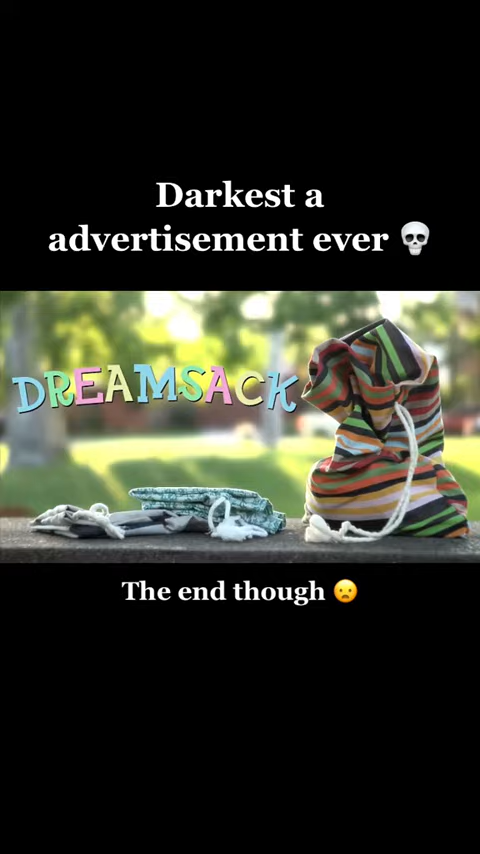 Darkest a
advertisement ever 💀
DREAMSACK
The end though 😦